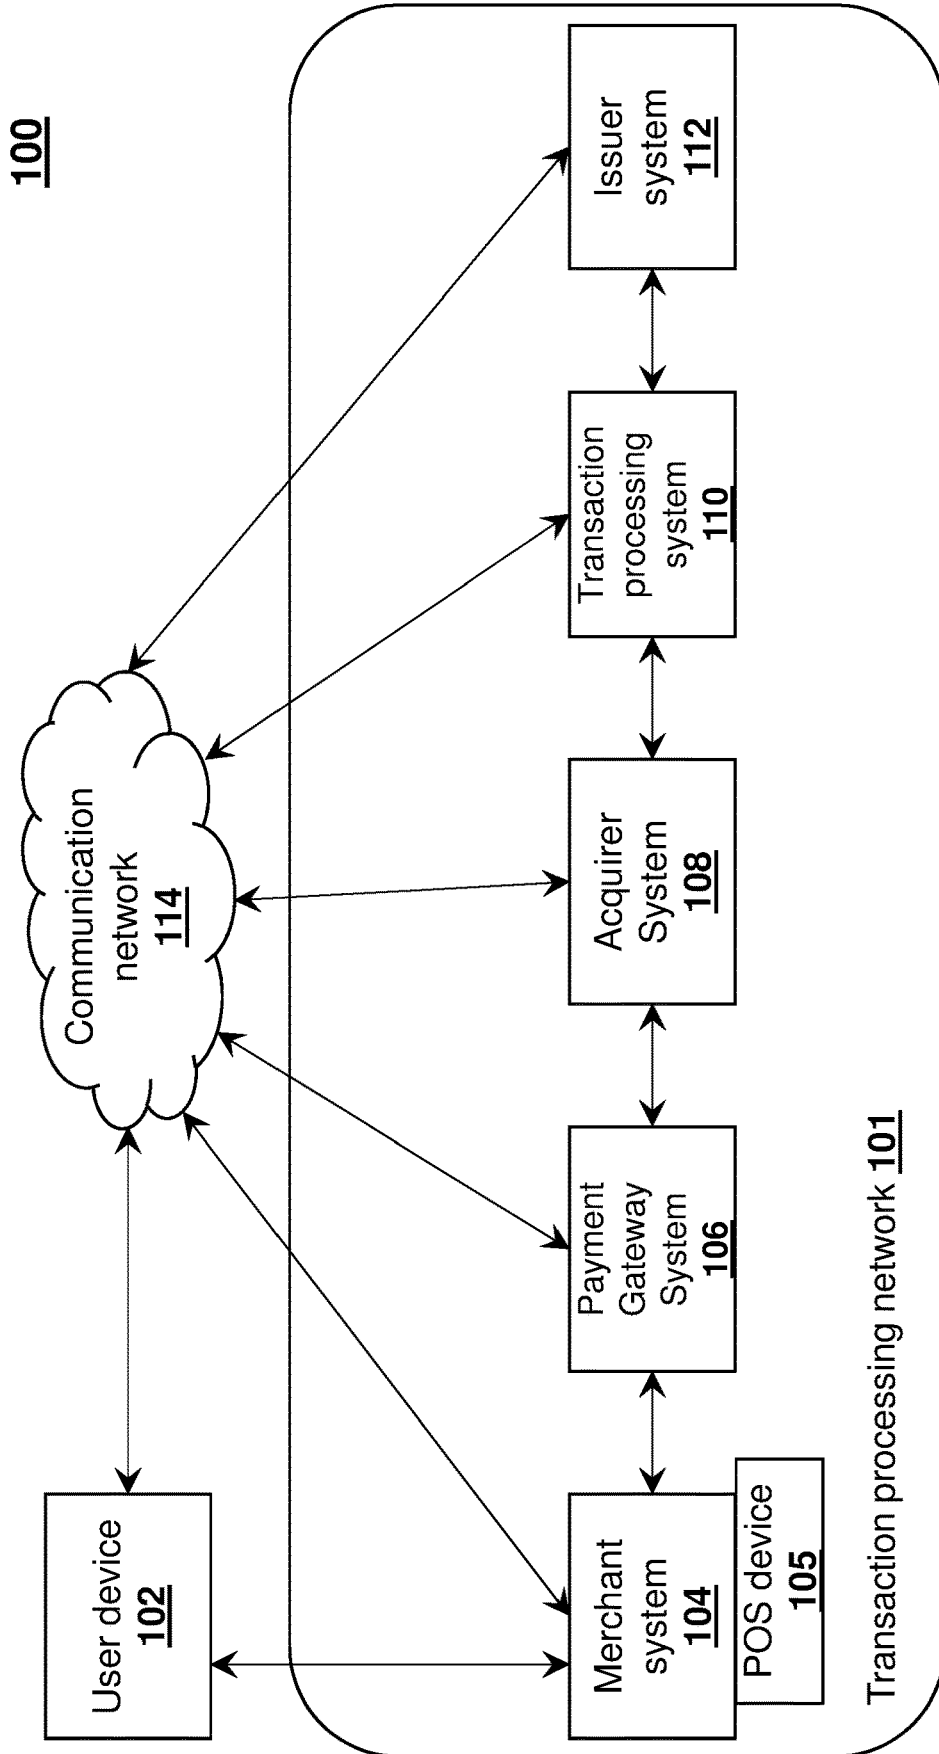 100
User device
102
Communication
network
114
Merchant
system
104
POS device
105
Payment
Gateway
System
106
Acquirer
System
108
Transaction
processing
system
110
Issuer
system
112
Transaction processing network 101